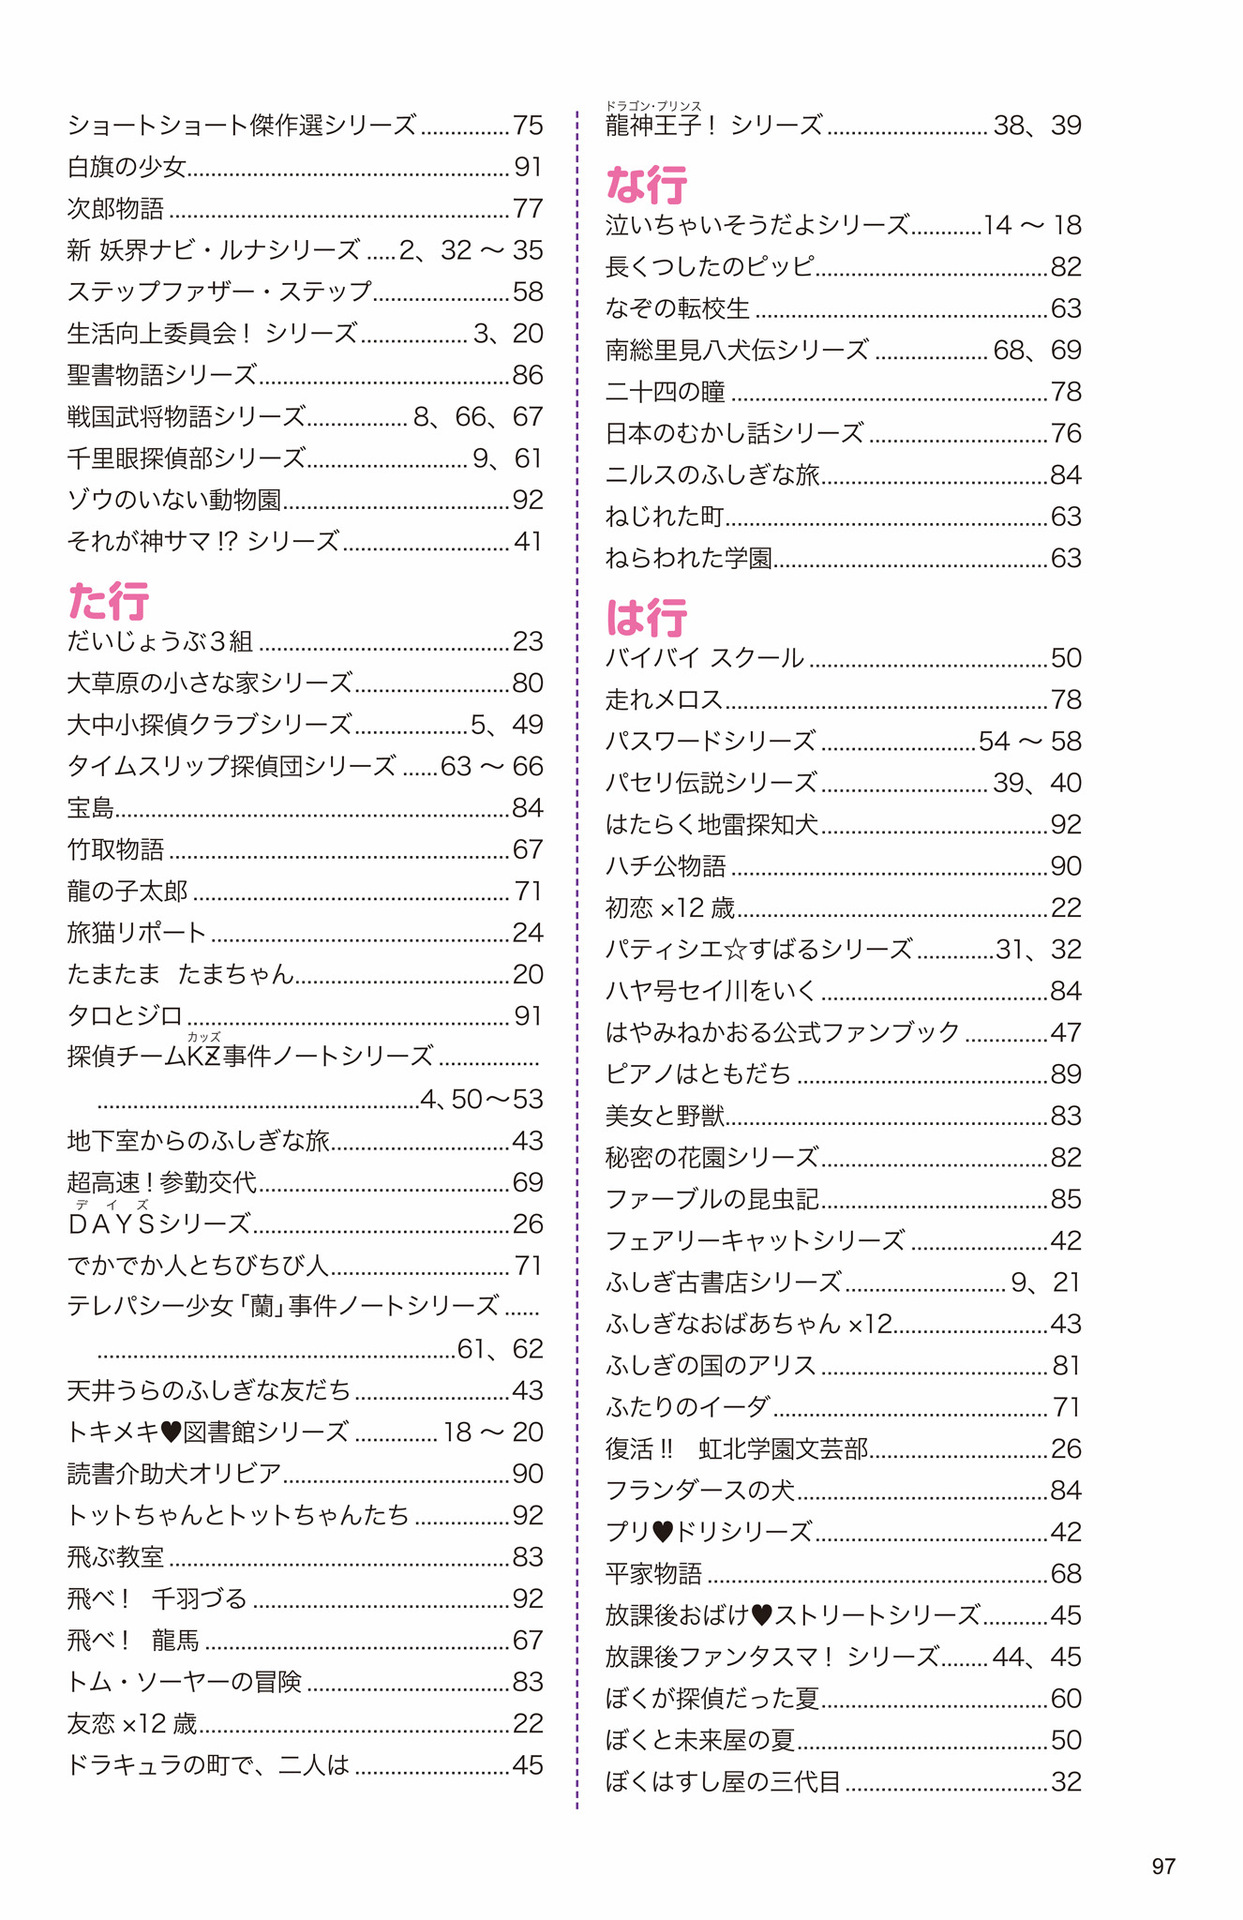 ショートショート傑作選シリーズ...............75
白旗の少女......................................................91
次郎物語.........................................................77
新 妖界ナビ・ルナシリーズ.....2、32 〜 35
ステップファザー・ステップ.......................58
生活向上委員会！ シリーズ.................. 3、20
聖書物語シリーズ..........................................86
戦国武将物語シリーズ................. 8、66、67
千里眼探偵部シリーズ........................... 9、61
ゾウのいない動物園......................................92
それが神サマ!? シリーズ............................41
た行
だいじょうぶ３組..........................................23
大草原の小さな家シリーズ..........................80
大中小探偵クラブシリーズ...................5、49
タイムスリップ探偵団シリーズ......63 〜 66
宝島..................................................................84
竹取物語.........................................................67
龍の子太郎.....................................................71
旅猫リポート..................................................24
たまたま たまちゃん....................................20
タロとジロ......................................................91
カッズ
探偵チームKZ事件ノートシリーズ.................
......................................................4、50〜53
地下室からのふしぎな旅..............................43
超高速！参勤交代..........................................69
デイズ
ＤＡＹＳシリーズ...........................................26
でかでか人とちびちび人..............................71
テレパシー少女「蘭」事件ノートシリーズ......
............................................................61、62
天井うらのふしぎな友だち..........................43
トキメキ♥図書館シリーズ..............18 〜 20
読書介助犬オリビア......................................90
トットちゃんとトットちゃんたち................92
飛ぶ教室.........................................................83
飛べ！ 千羽づる...........................................92
飛べ！ 龍馬...................................................67
トム・ソーヤーの冒険..................................83
友恋 ×12 歳....................................................22
ドラキュラの町で、二人は..........................45
ドラゴン・プリンス
龍神王子！ シリーズ...........................38、39
な行
泣いちゃいそうだよシリーズ............14 〜 18
長くつしたのピッピ.......................................82
なぞの転校生.................................................63
南総里見八犬伝シリーズ...................68、69
二十四の瞳.....................................................78
日本のむかし話シリーズ..............................76
ニルスのふしぎな旅......................................84
ねじれた町......................................................63
ねらわれた学園..............................................63
は行
バイバイ スクール........................................50
走れメロス......................................................78
パスワードシリーズ..........................54 〜 58
パセリ伝説シリーズ............................39、40
はたらく地雷探知犬......................................92
ハチ公物語.....................................................90
初恋 ×12 歳....................................................22
パティシエ☆すばるシリーズ.............31、32
ハヤ号セイ川をいく......................................84
はやみねかおる公式ファンブック..............47
ピアノはともだち..........................................89
美女と野獣......................................................83
秘密の花園シリーズ......................................82
ファーブルの昆虫記......................................85
フェアリーキャットシリーズ.......................42
ふしぎ古書店シリーズ...........................9、21
ふしぎなおばあちゃん ×12..........................43
ふしぎの国のアリス......................................81
ふたりのイーダ..............................................71
復活!! 虹北学園文芸部..............................26
フランダースの犬..........................................84
プリ♥ドリシリーズ.......................................42
平家物語.........................................................68
放課後おばけ♥ストリートシリーズ...........45
放課後ファンタスマ！ シリーズ........44、45
ぼくが探偵だった夏......................................60
ぼくと未来屋の夏..........................................50
ぼくはすし屋の三代目..................................32
97